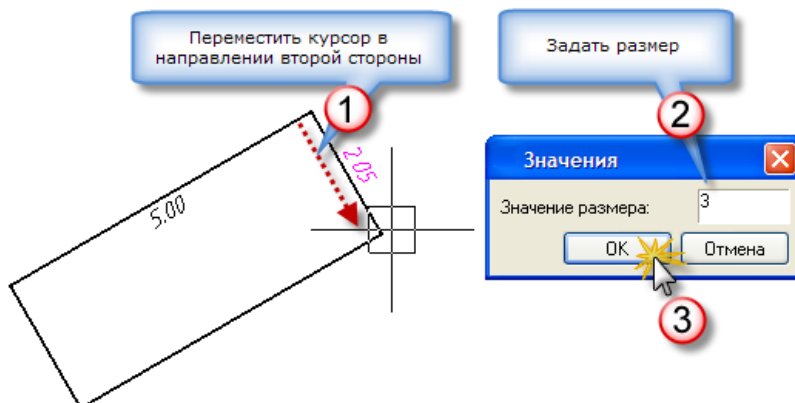 Переместить курсор в
направлении второй стороны
Задать размер
1
2
2.05
5.00
Значения
Значение размера:
3
OK
Отмена
3